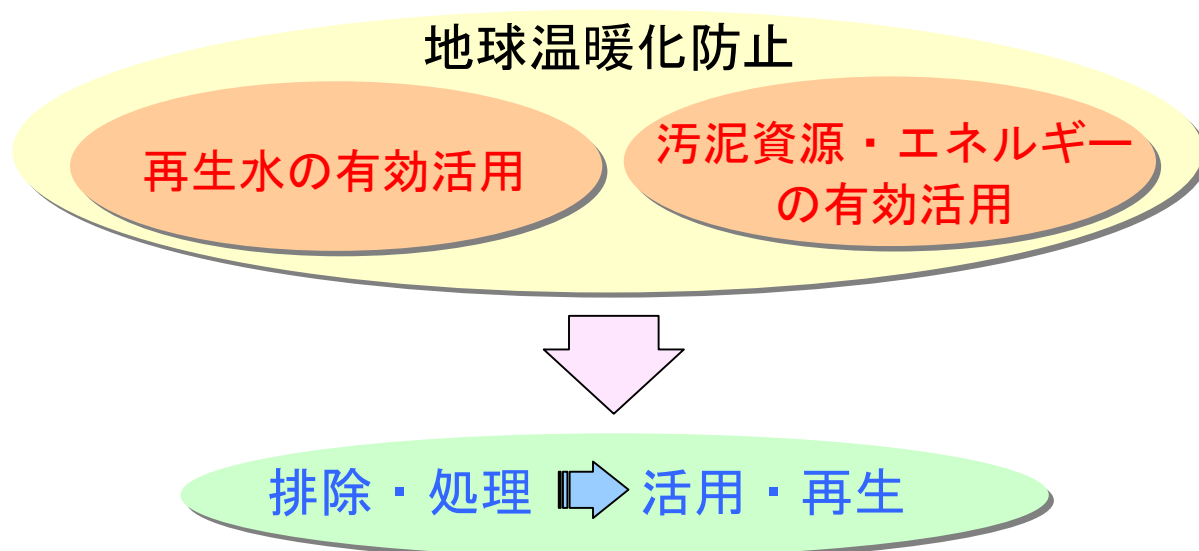 地球温暖化防止
再生水の有効活用
汚泥資源・エネルギー
の有効活用
排除・処理 活用・再生